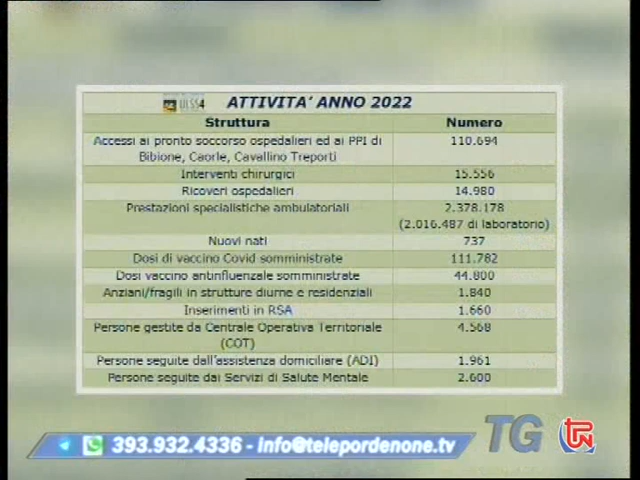 ULSS4 ATTIVITA' ANNO 2022
Struttura Numero
Accessi ai pronto soccorso ospedalieri ed ai PPI di 110.694
Bibione, Caorle, Cavallino Treporti
Interventi chirurgici 15.556
Ricoveri ospedalieri 14.980
Prestazioni specialistiche ambulatoriali 2.378.178
(2.016.487 di laboratorio)
Nuovi nati 737
Dosi di vaccino Covid somministrate 111.782
Dosi vaccino antinfluenzale somministrate 44.800
Anziani/fragili in strutture diurne e residenziali 1.840
Inserimenti in RSA 1.660
Persone gestite da Centrale Operativa Territoriale 4.568
(COT)
Persone seguite dall'assistenza domiciliare (ADI) 1.961
Persone seguite dai Servizi di Salute Mentale 2.600
TG TPN
393.932.4336 - info@telepordenone.tv